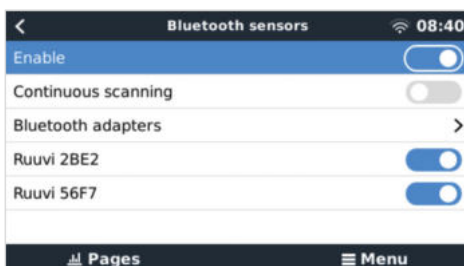 Bluetooth sensors 08:40
Enable
Continuous scanning
Bluetooth adapters
Ruuvi 2BE2
Ruuvi 56F7
Pages Menu